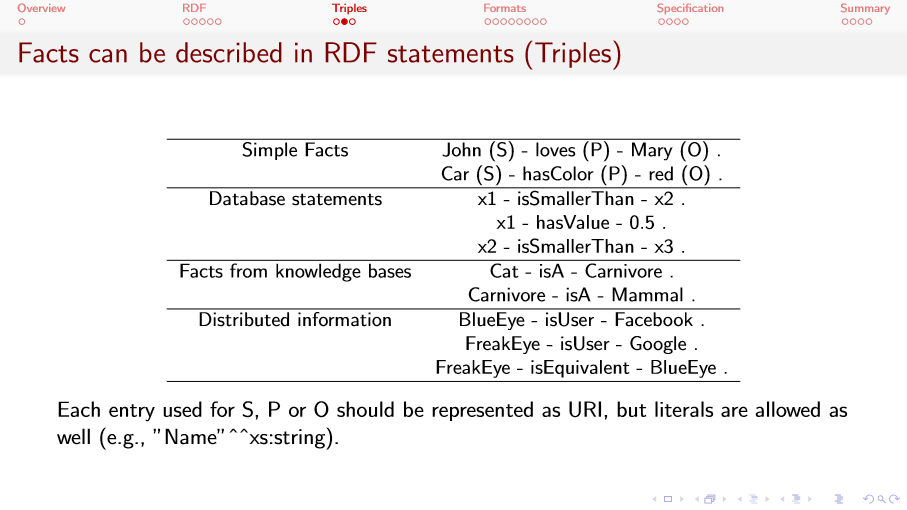 Overview RDF Triples Formats Specification Summary
Facts can be described in RDF statements (Triples)
Simple Facts John (S) - loves (P) - Mary (O) .
Car (S) - hasColor (P) - red (O) .
Database statements x1 - isSmallerThan - x2 .
x1 - hasValue - 0.5 .
x2 - isSmallerThan - x3 .
Facts from knowledge bases Cat - isA - Carnivore .
Carnivore - isA - Mammal .
Distributed information BlueEye - isUser - Facebook .
FreakEye - isUser - Google .
FreakEye - isEquivalent - BlueEye .
Each entry used for S, P or O should be represented as URI, but literals are allowed as
well (e.g., ”Name”^^xs:string).